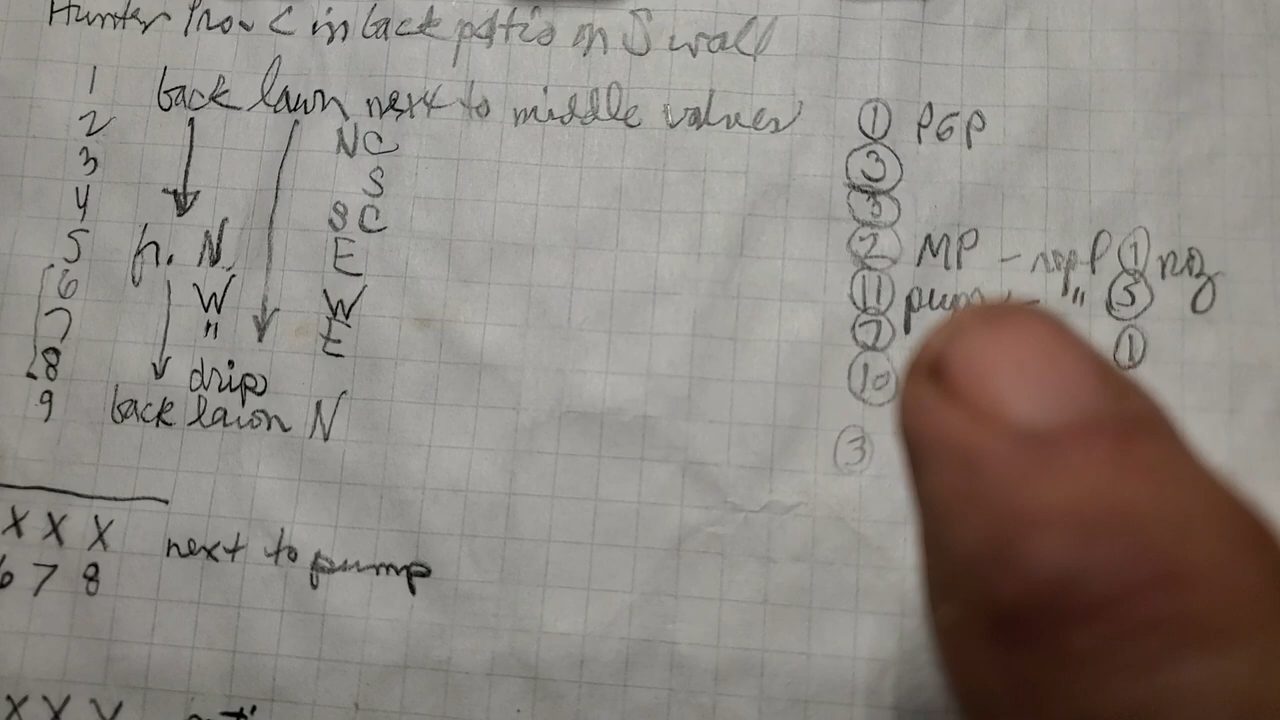 Hunter Pro-C in back patio on S wall
1 back lawn next to middle valves
2 NC ① PGP
3 S ③
4 SC
5 fr. N E ② MP - ①
6 W W ⑪ " ⑤
7 " E ⑦ ①
8 drip ⑩
9 back lawn N
③
X X X next to pump
6 7 8
X X